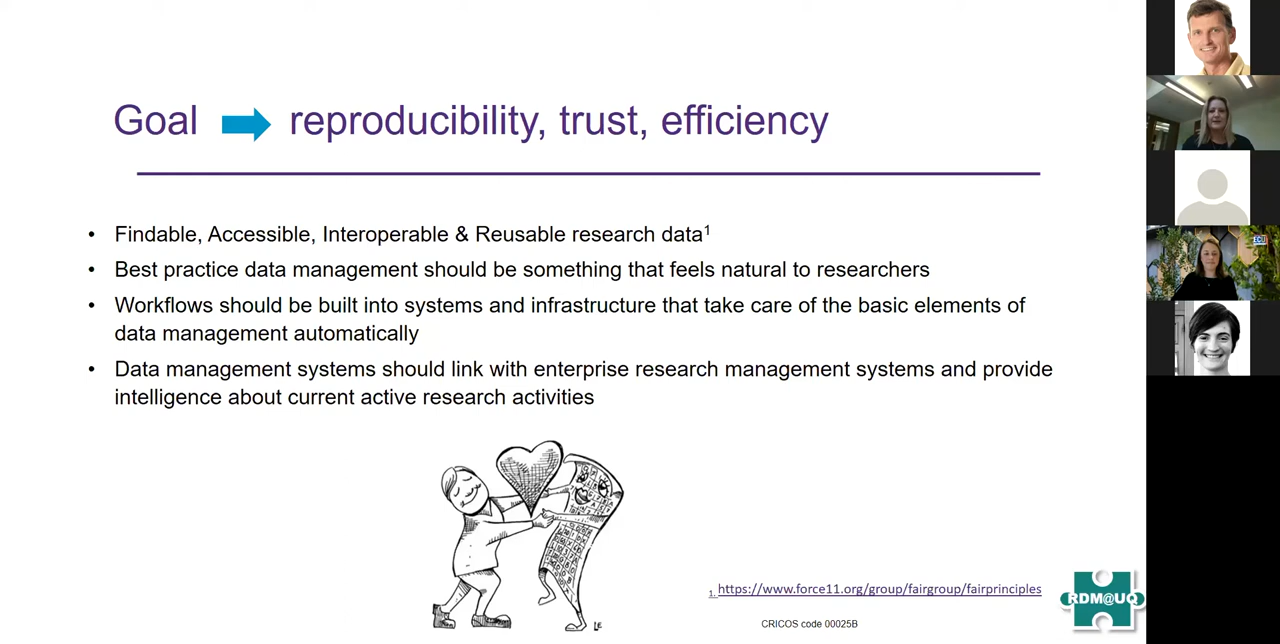 Goal reproducibility, trust, efficiency
• Findable, Accessible, Interoperable & Reusable research data1
• Best practice data management should be something that feels natural to researchers
• Workflows should be built into systems and infrastructure that take care of the basic elements of
data management automatically
• Data management systems should link with enterprise research management systems and provide
intelligence about current active research activities
1. https://www.force11.org/group/fairgroup/fairprinciples
RDM@UQ
CRICOS code 00025B
ECU